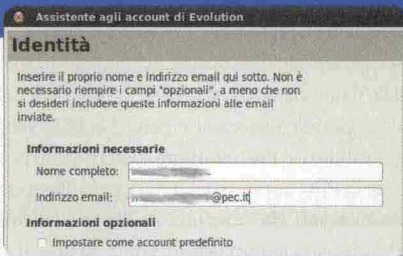 Assistente agli account di Evolution
Identità
Inserire il proprio nome e indirizzo email qui sotto. Non è
necessario riempire i campi "opzionali", a meno che non
si desideri includere queste informazioni alle email
inviate.
Informazioni necessarie
Nome completo:
Indirizzo email: @pec.it
Informazioni opzionali
Impostare come account predefinito